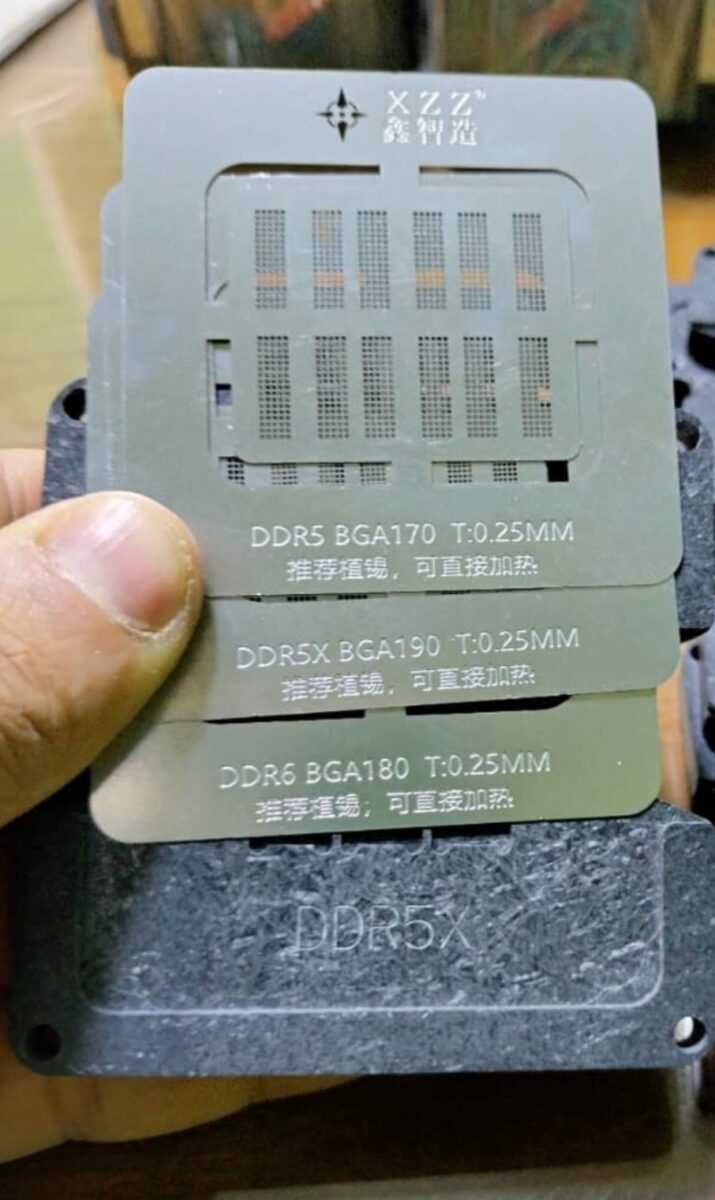 XZZ®
鑫智造
DDR5 BGA170 T:0.25MM
推荐植锡，可直接加热
DDR5X BGA190 T:0.25MM
推荐植锡，可直接加热
DDR6 BGA180 T:0.25MM
推荐植锡；可直接加热
DDR5X